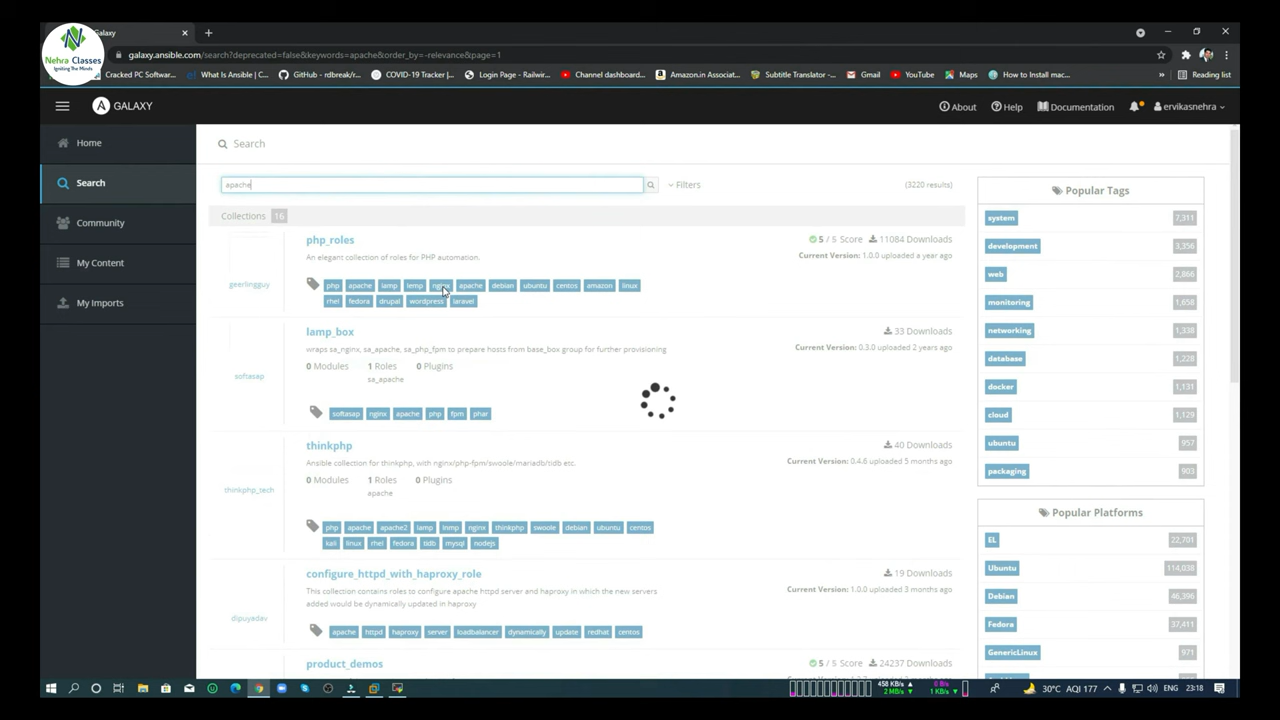 Nehra Classes
Igniting The Minds
Galaxy
galaxy.ansible.com/search?deprecated=false&keywords=apache&order_by=-relevance&page=1
Cracked PC Softwar...
What Is Ansible | C...
GitHub - rdbreak/r...
COVID-19 Tracker |...
Login Page - Railwir...
Channel dashboard...
Amazon.in Associat...
Subtitle Translator -...
Gmail
YouTube
Maps
How to Install mac...
»
Reading list
GALAXY
About
Help
Documentation
ervikasnehra
Home
Search
Community
My Content
My Imports
Search
apache
Filters
(3220 results)
Collections 16
php_roles
An elegant collection of roles for PHP automation.
geerlingguy
php apache lamp lemp nginx apache debian ubuntu centos amazon linux
rhel fedora drupal wordpress laravel
5 / 5 Score 11084 Downloads
Current Version: 1.0.0 uploaded a year ago
lamp_box
wraps sa_nginx, sa_apache, sa_php_fpm to prepare hosts from base_box group for further provisioning
0 Modules 1 Roles 0 Plugins
sa_apache
softasap
softasap nginx apache php fpm phar
33 Downloads
Current Version: 0.3.0 uploaded 2 years ago
thinkphp
Ansible collection for thinkphp, with nginx/php-fpm/swoole/mariadb/tidb etc.
0 Modules 1 Roles 0 Plugins
apache
thinkphp_tech
php apache apache2 lamp lnmp nginx thinkphp swoole debian ubuntu centos
kali linux rhel fedora tidb mysql nodejs
40 Downloads
Current Version: 0.4.6 uploaded 5 months ago
configure_httpd_with_haproxy_role
This collection contains roles to configure apache httpd server and haproxy in which the new servers
added would be dynamically updated in haproxy
dipuyadav
apache httpd haproxy server loadbalancer dynamically update redhat centos
19 Downloads
Current Version: 1.0.0 uploaded 3 months ago
product_demos
5 / 5 Score 24237 Downloads
Popular Tags
system 7,311
development 3,356
web 2,866
monitoring 1,658
networking 1,338
database 1,228
docker 1,131
cloud 1,129
ubuntu 957
packaging 903
Popular Platforms
EL 22,701
Ubuntu 114,038
Debian 46,396
Fedora 37,411
GenericLinux 971
458 KB/s 0 B/s
2 MB/s 1 KB/s
30°C AQI 177
ENG
23:18